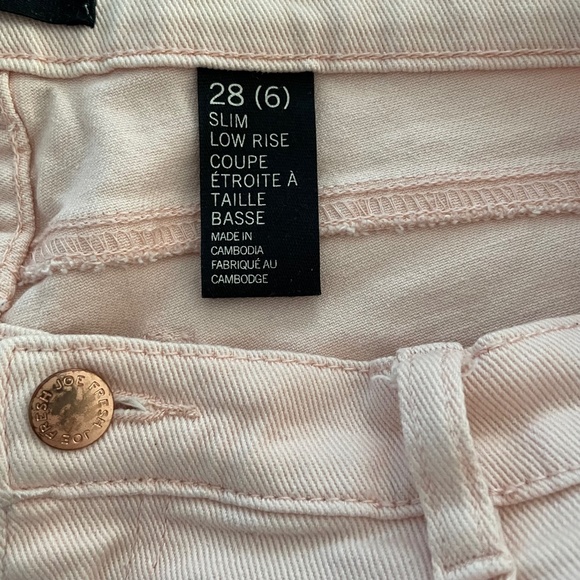 28 (6)
SLIM
LOW RISE
COUPE
ÉTROITE À
TAILLE
BASSE
MADE IN
CAMBODIA
FABRIQUÉ AU
CAMBODGE
JOE FRESH JOE FRESH